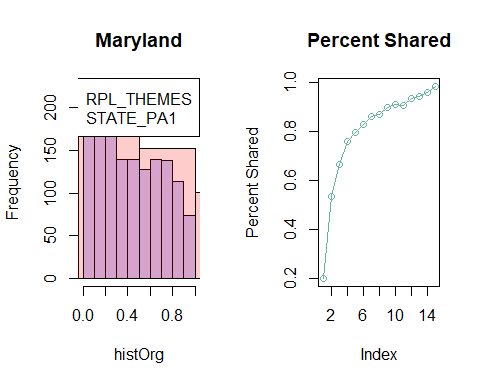 Maryland
RPL_THEMES
STATE_PA1
Frequency
0
50
100
150
200
0.0
0.4
0.8
histOrg
Percent Shared
Percent Shared
0.2
0.4
0.6
0.8
1.0
2
6
10
14
Index